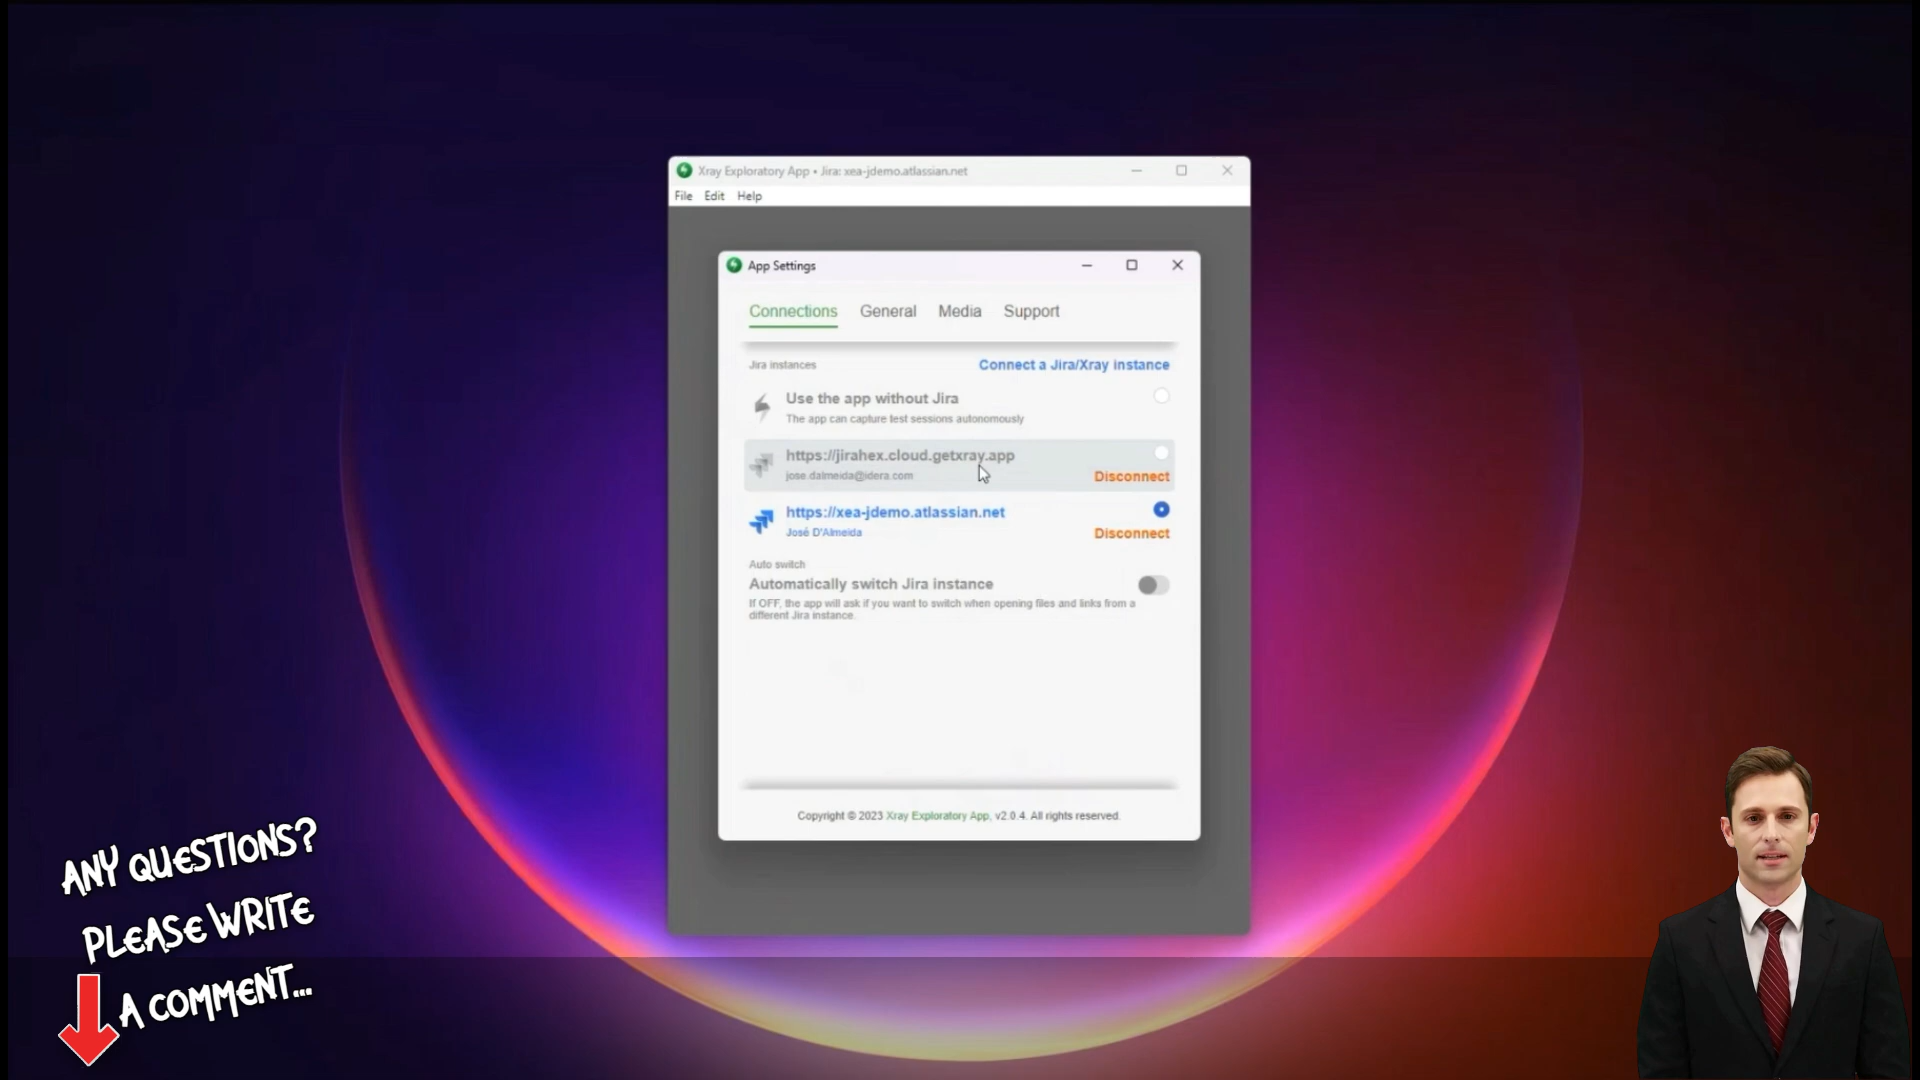 Xray Exploratory App • Jira: xea-jdemo.atlassian.net
File Edit Help
App Settings
Connections General Media Support
Jira instances Connect a Jira/Xray instance
Use the app without Jira
The app can capture test sessions autonomously
https://jirahex.cloud.getxray.app
jose.dalmeida@idera.com Disconnect
https://xea-jdemo.atlassian.net
José D'Almeida Disconnect
Auto switch
Automatically switch Jira instance
If OFF, the app will ask if you want to switch when opening files and links from a
different Jira instance.
Copyright © 2023 Xray Exploratory App, v2.0.4. All rights reserved.
ANY QUESTIONS?
PLEASE WRITE
A COMMENT...